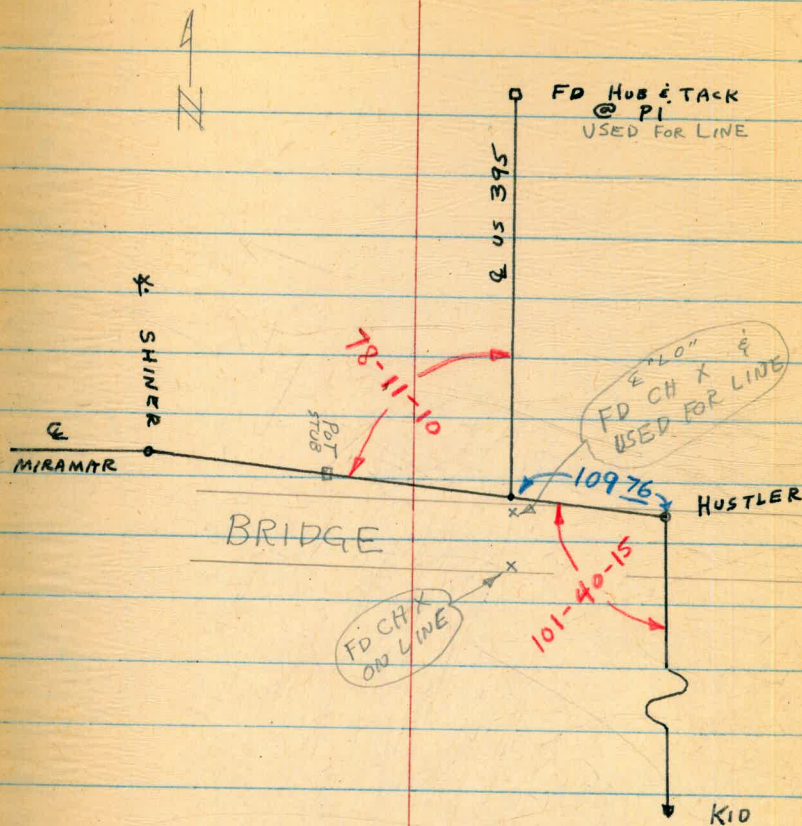 N
FD HUB & TACK
@ PI
USED FOR LINE
℄ US 395
SHINER
78-11-10
℄ "LO"
FD CH X &
USED FOR LINE
℄
MIRAMAR
POT
STUB
109 76
HUSTLER
BRIDGE
101-40-15
FD CH X
ON LINE
KIO